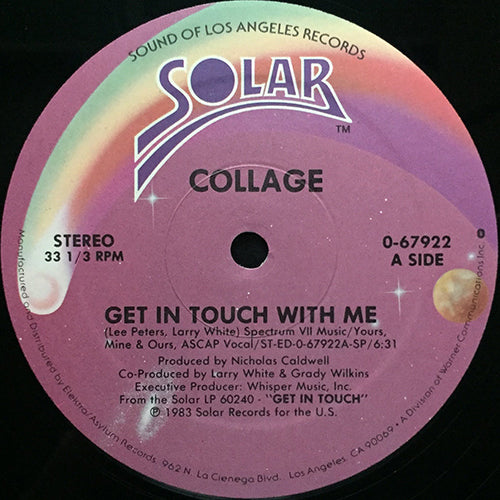 SOUND OF LOS ANGELES RECORDS
SOLAR
TM
COLLAGE
STEREO
33 1/3 RPM
0-67922 0
A SIDE
GET IN TOUCH WITH ME
(Lee Peters, Larry White) Spectrum VII Music/Yours,
Mine & Ours, ASCAP Vocal/ST-ED-0-67922A-SP/6:31
Produced by Nicholas Caldwell
Co-Produced by Larry White & Grady Wilkins
Executive Producer: Whisper Music, Inc.
From the Solar LP 60240 - "GET IN TOUCH"
℗ 1983 Solar Records for the U.S.
Manufactured and Distributed by Elektra/Asylum Records. 962 N. La Cienega Blvd. Los Angeles, CA 90069 • A Division of Warner Communications Inc.